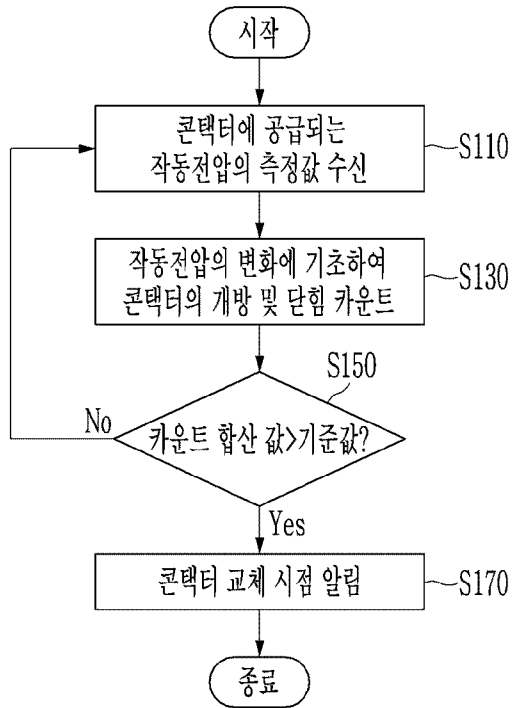 시작
콘택터에 공급되는
작동전압의 측정값 수신
S110
작동전압의 변화에 기초하여
콘택터의 개방 및 닫힘 카운트
S130
S150
카운트 합산 값>기준값?
No
Yes
콘택터 교체 시점 알림
S170
종료